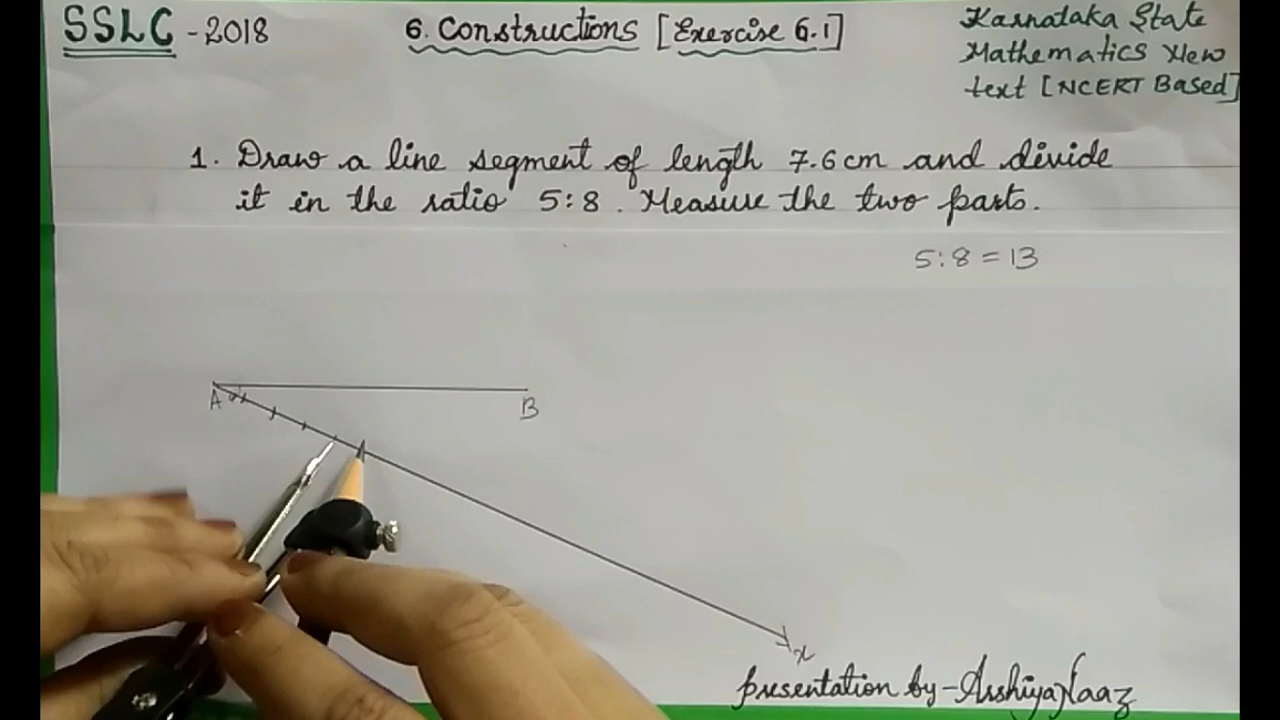 SSLC - 2018
6. Constructions [Exercise 6.1]
Karnataka State
Mathematics New
text [NCERT Based]
1. Draw a line segment of length 7.6 cm and divide
it in the ratio 5:8. Measure the two parts.
5:8 = 13
A
B
x
presentation by - Arshiya Naaz